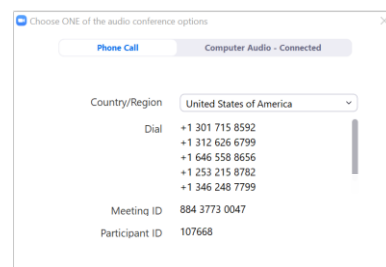 Choose ONE of the audio conference options
Phone Call
Computer Audio - Connected
Country/Region
United States of America
Dial
+1 301 715 8592
+1 312 626 6799
+1 646 558 8656
+1 253 215 8782
+1 346 248 7799
Meeting ID
884 3773 0047
Participant ID
107668